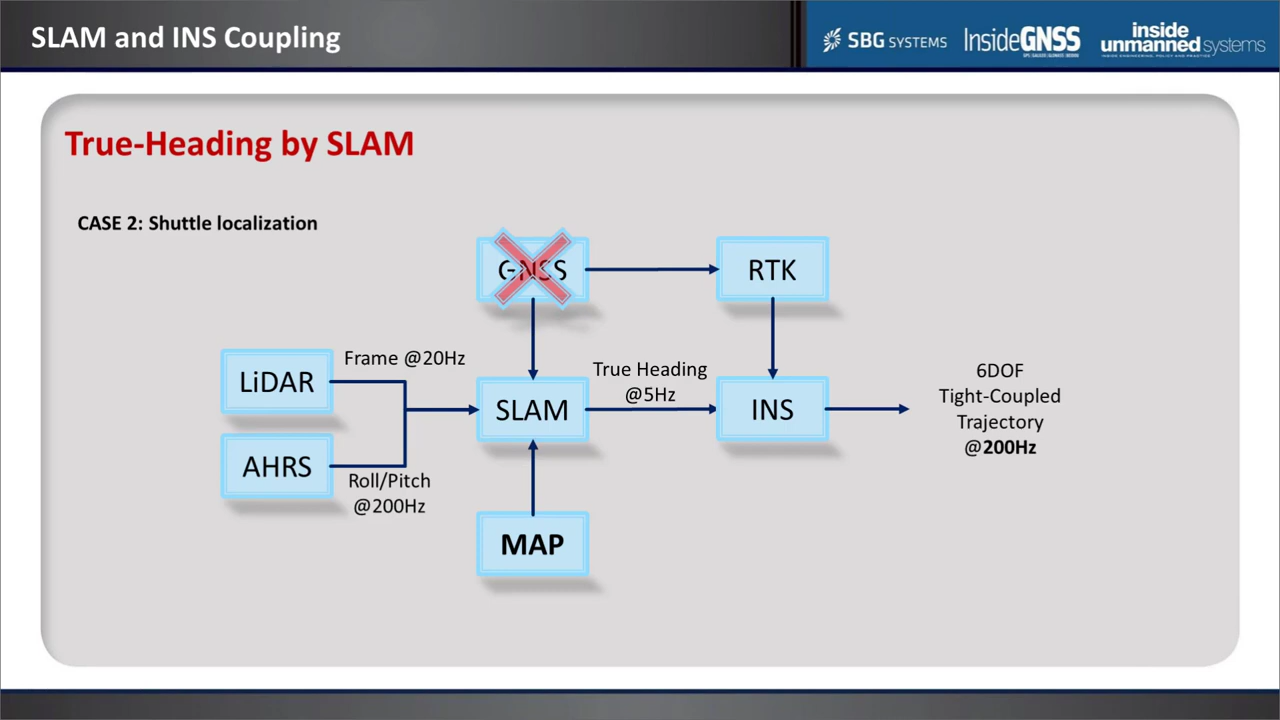 SLAM and INS Coupling
SBG SYSTEMS
InsideGNSS
inside
unmanned systems
True-Heading by SLAM
CASE 2: Shuttle localization
GNSS
RTK
LiDAR
Frame @20Hz
AHRS
Roll/Pitch
@200Hz
SLAM
True Heading
@5Hz
INS
6DOF
Tight-Coupled
Trajectory
@200Hz
MAP